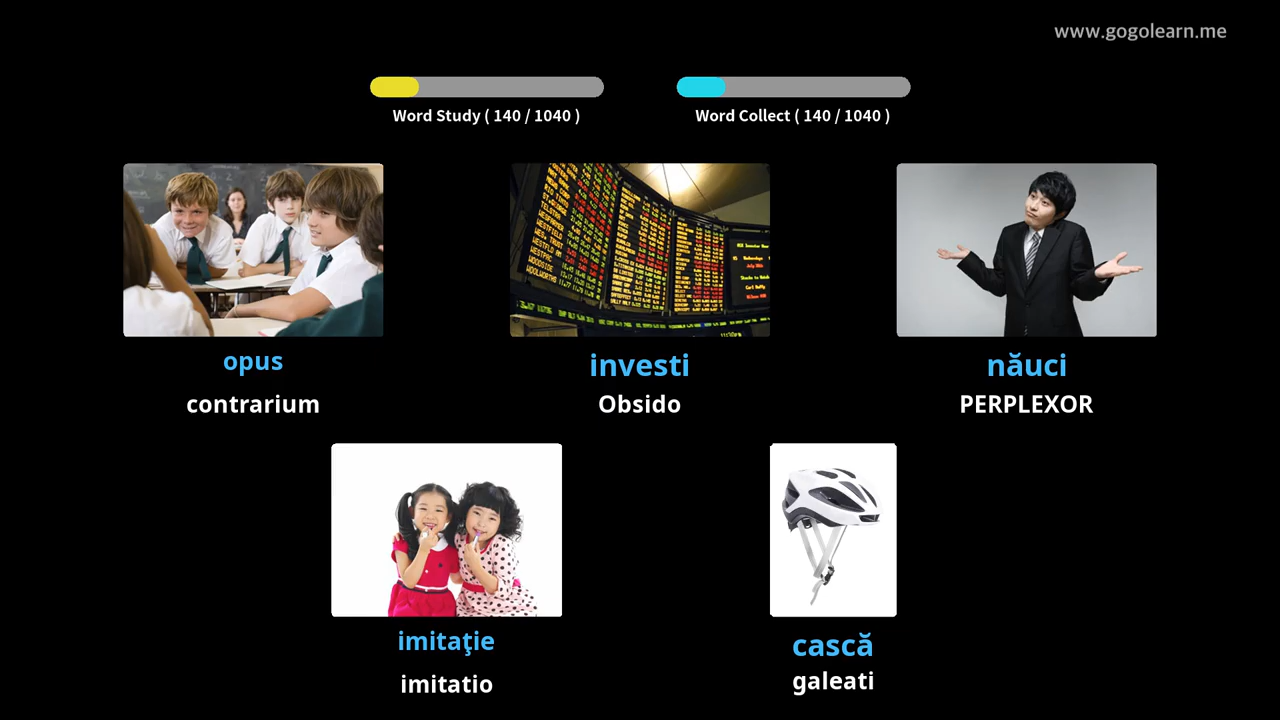 www.gogolearn.me
Word Study ( 140 / 1040 )
Word Collect ( 140 / 1040 )
opus
investi
năuci
contrarium
Obsido
PERPLEXOR
imitaţie
cască
imitatio
galeati